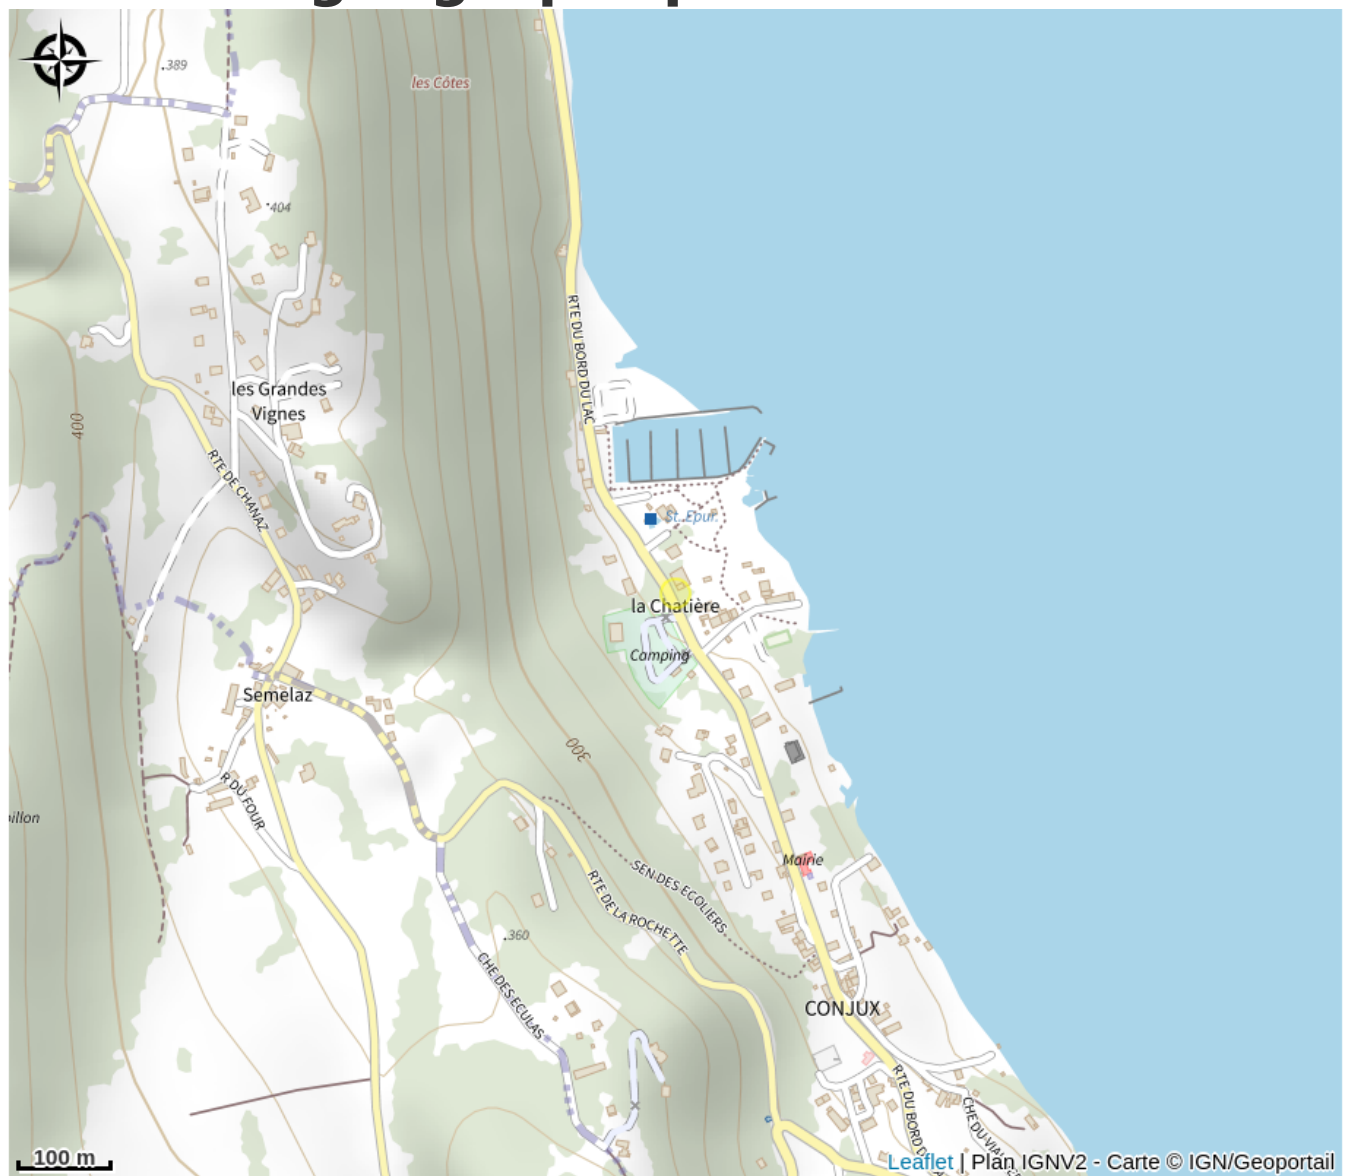 389
les Côtes
404
RTE DU BORD DU LAC
les Grandes
Vignes
400
RTE DE CHANAZ
St. Epur.
la Chatière
Camping
Semelaz
300
R DU FOUR
Mairie
SEN DES ECOLIERS
RTE DE LA ROCHETTE
360
CHE DES ECULAS
CONJUX
RTE DU BORD
100 m
Leaflet | Plan IGNV2 - Carte © IGN/Geoportail